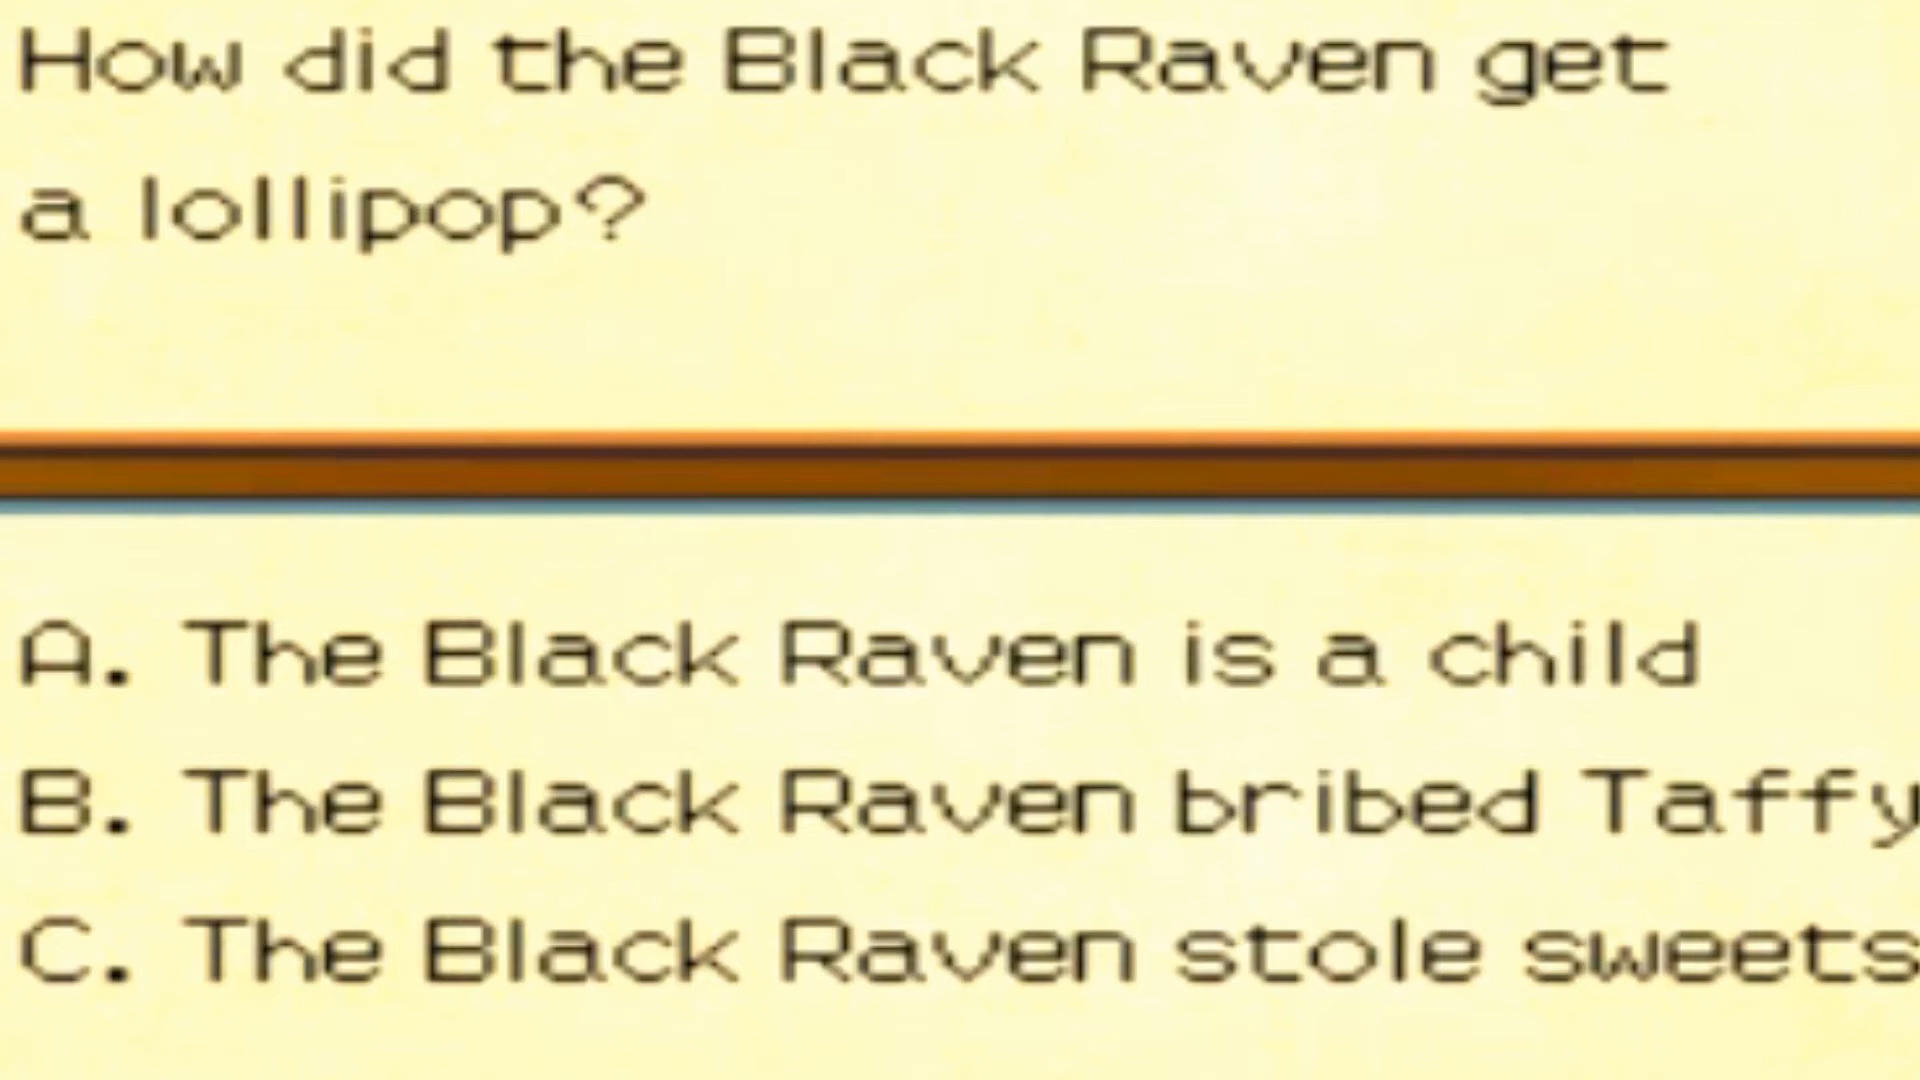 How did the Black Raven get
a lollipop?
A. The Black Raven is a child
B. The Black Raven bribed Taffy
C. The Black Raven stole sweets